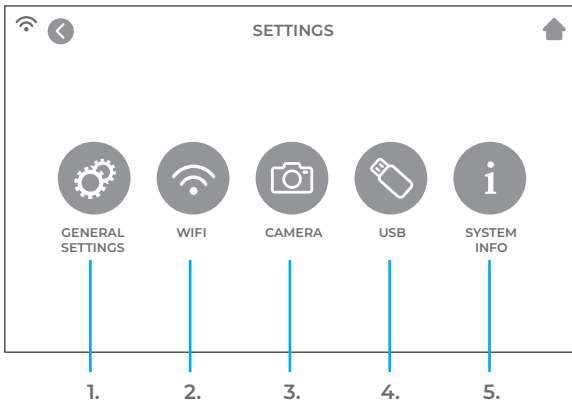 SETTINGS
GENERAL
SETTINGS
WIFI
CAMERA
USB
SYSTEM
INFO
1.
2.
3.
4.
5.